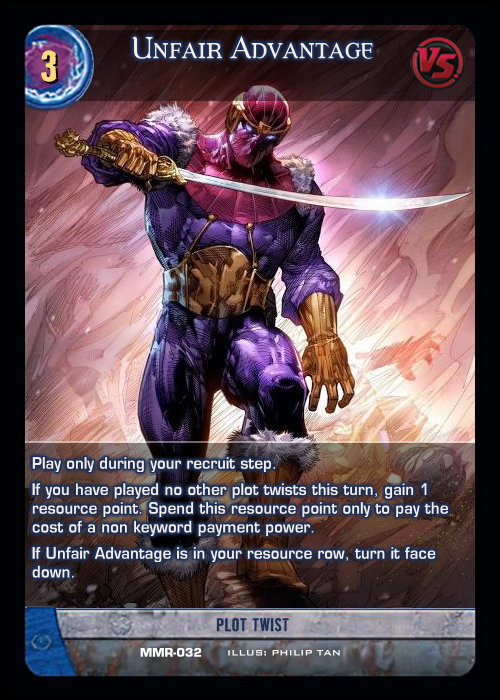 Unfair Advantage
3
VS.
Play only during your recruit step.
If you have played no other plot twists this turn, gain 1
resource point. Spend this resource point only to pay the
cost of a non keyword payment power.
If Unfair Advantage is in your resource row, turn it face
down.
PLOT TWIST
MMR-032 ILLUS: PHILIP TAN